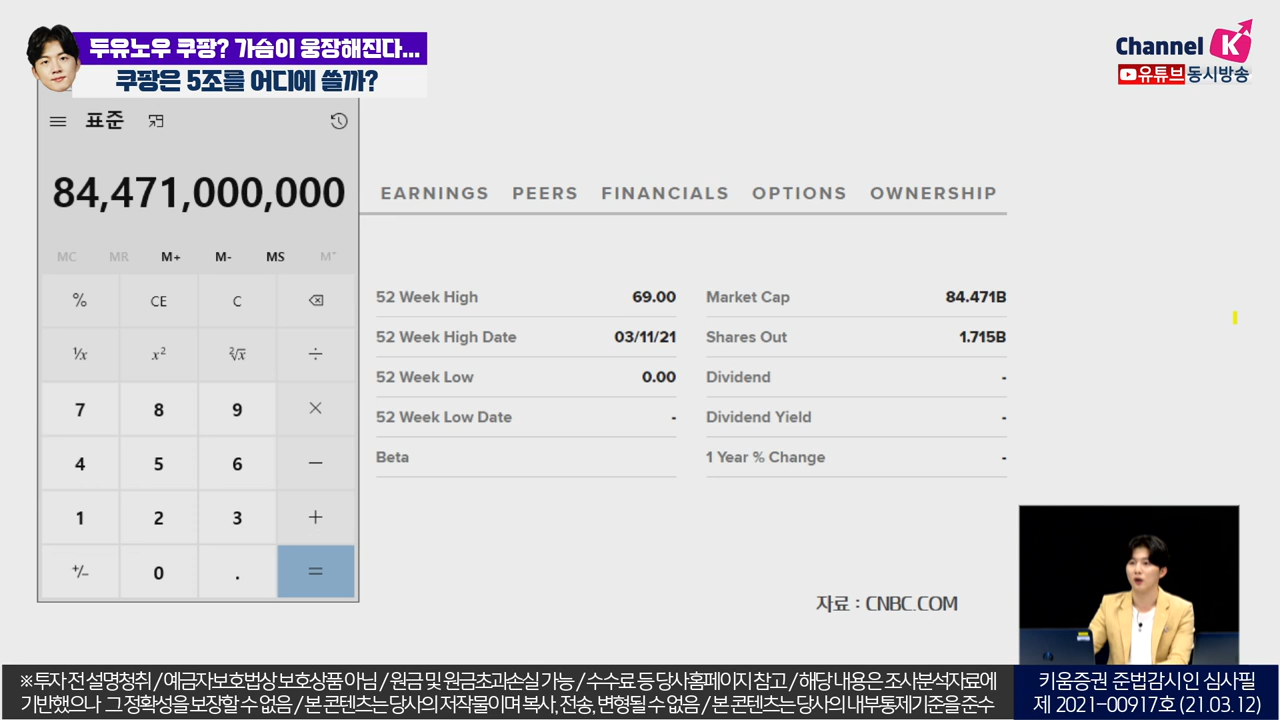 두유노우 쿠팡? 가슴이 웅장해진다...
쿠팡은 5조를 어디에 쓸까?
Channel K
유튜브동시방송
표준
84,471,000,000
MC MR M+ M- MS M˅
% CE C
¹/x x² ²√x ÷
7 8 9 ×
4 5 6 −
1 2 3 +
+/− 0 . =
EARNINGS PEERS FINANCIALS OPTIONS OWNERSHIP
52 Week High 69.00 Market Cap 84.471B
52 Week High Date 03/11/21 Shares Out 1.715B
52 Week Low 0.00 Dividend -
52 Week Low Date - Dividend Yield -
Beta 1 Year % Change -
자료 : CNBC.COM
※투자 전 설명청취 / 예금자보호법상 보호상품 아님 / 원금 및 원금초과손실 가능 / 수수료 등 당사홈페이지 참고 / 해당 내용은 조사분석자료에
기반했으나 그 정확성을 보장할 수 없음 / 본 콘텐츠는 당사의 저작물이며 복사, 전송, 변형될 수 없음 / 본 콘텐츠는 당사의 내부통제기준을 준수
키움증권 준법감시인 심사필
제 2021-00917호 (21.03.12)